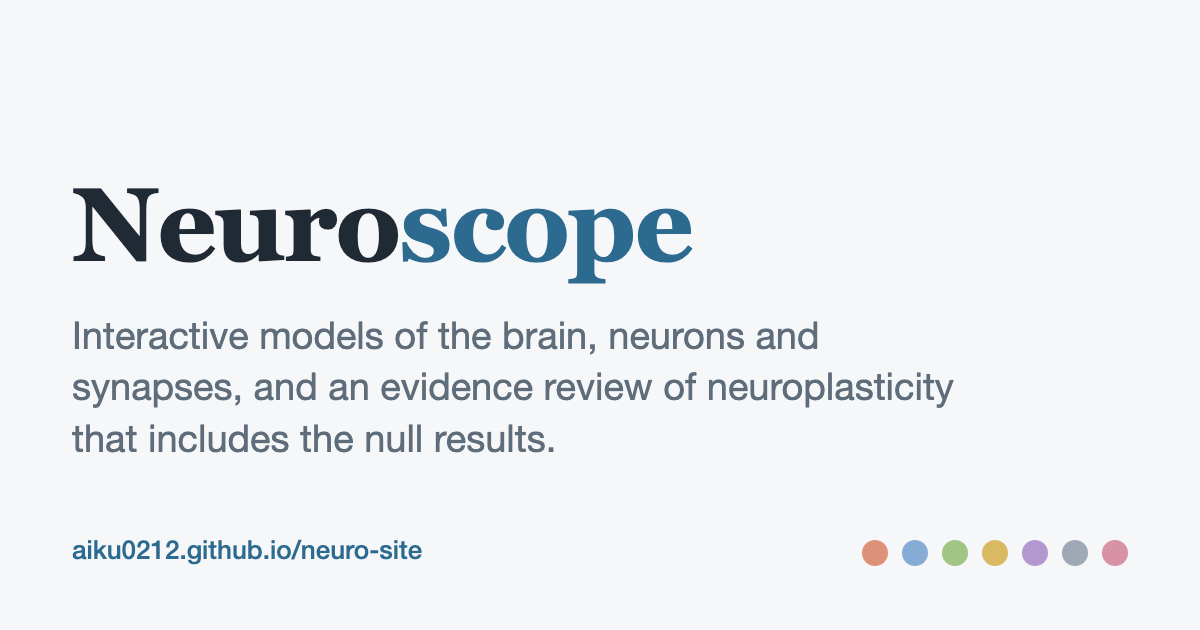 Neuroscope
Interactive models of the brain, neurons and
synapses, and an evidence review of neuroplasticity
that includes the null results.
aiku0212.github.io/neuro-site